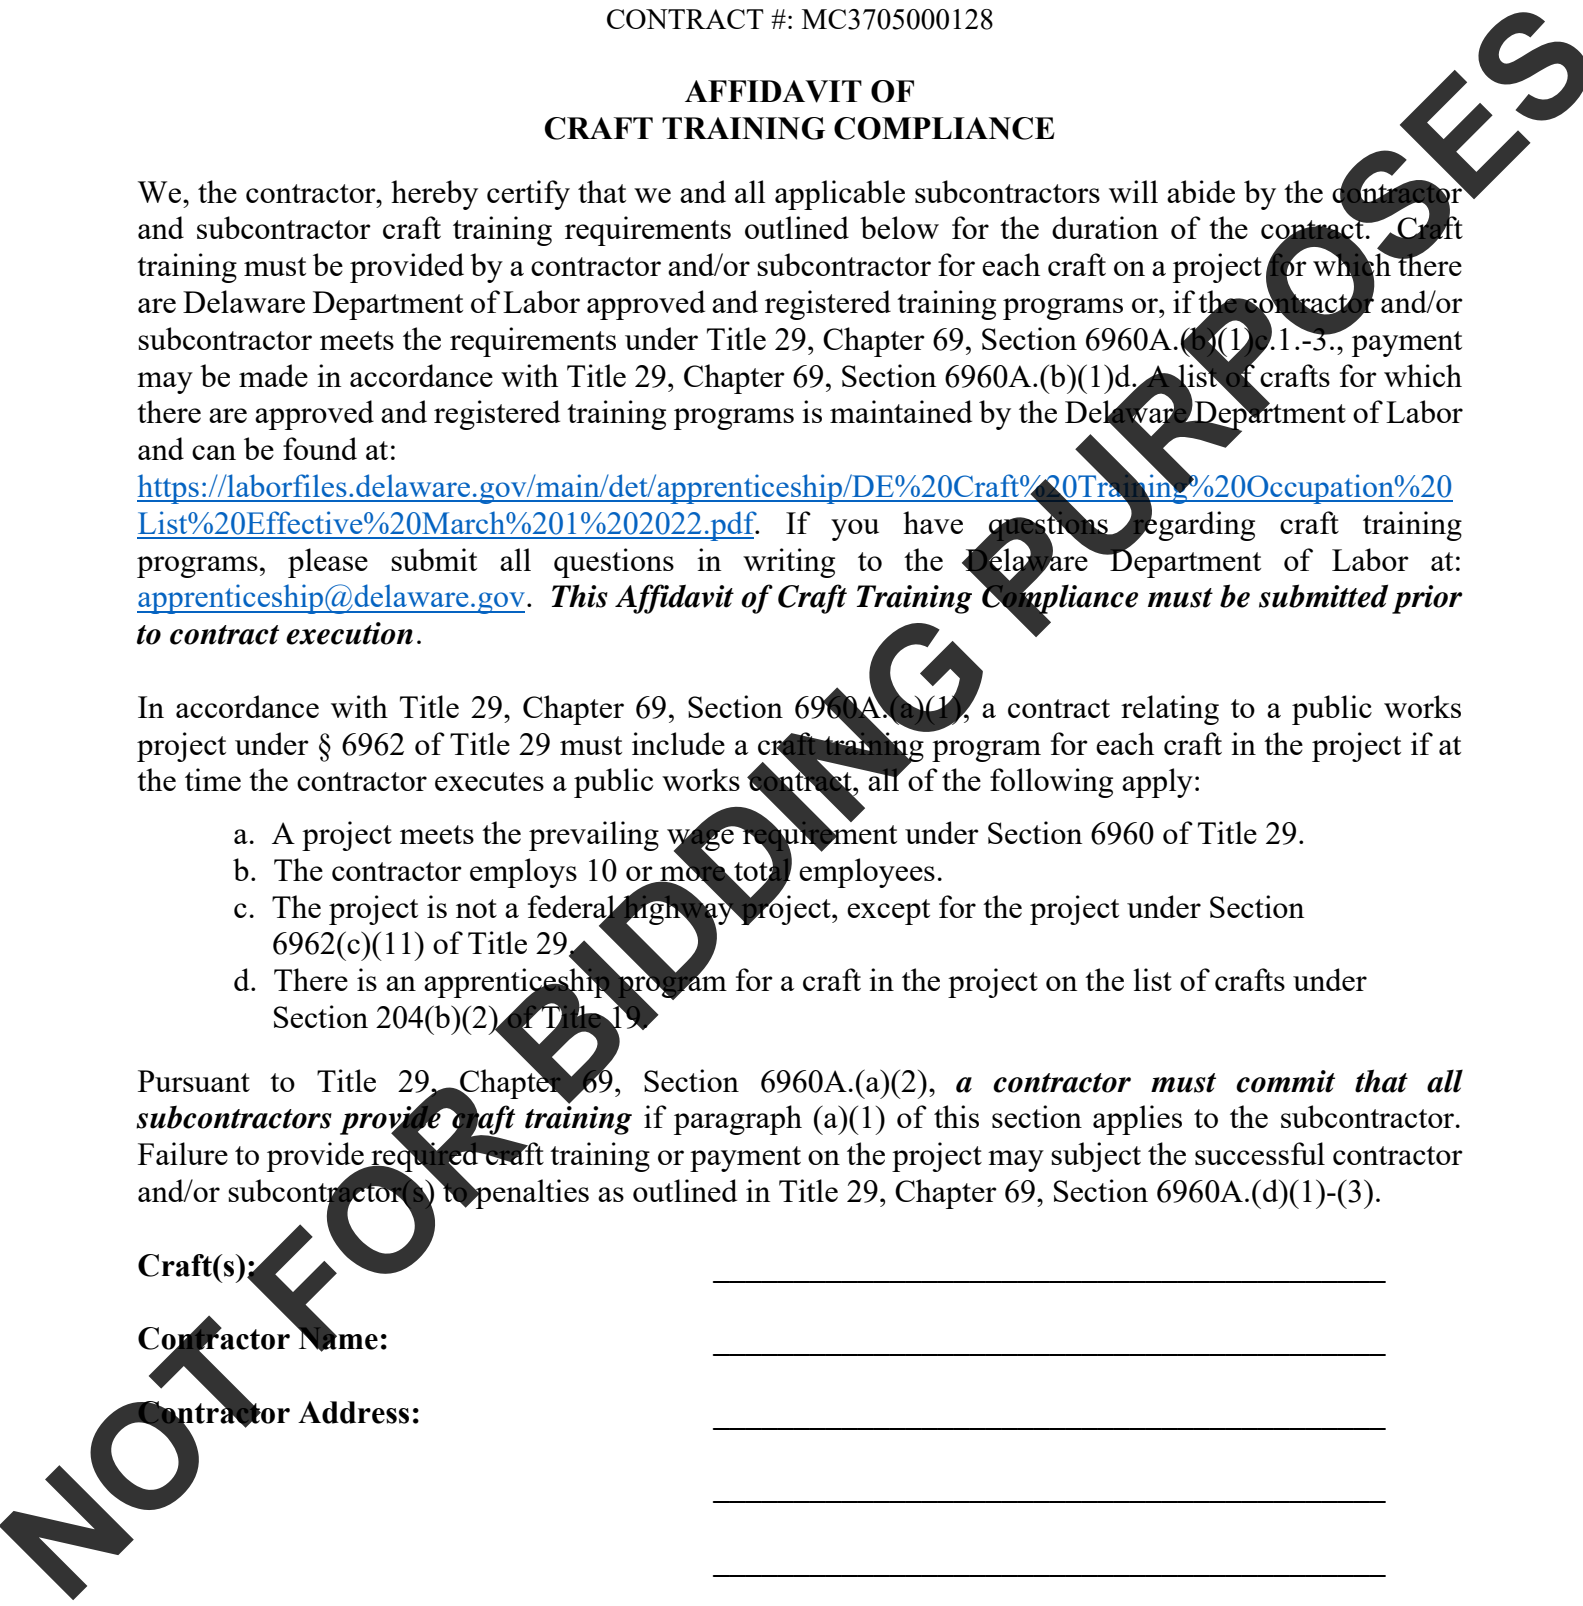 CONTRACT #: MC3705000128
AFFIDAVIT OF
CRAFT TRAINING COMPLIANCE
We, the contractor, hereby certify that we and all applicable subcontractors will abide by the contractor
and subcontractor craft training requirements outlined below for the duration of the contract. Craft
training must be provided by a contractor and/or subcontractor for each craft on a project for which there
are Delaware Department of Labor approved and registered training programs or, if the contractor and/or
subcontractor meets the requirements under Title 29, Chapter 69, Section 6960A.(b)(1)c.1.-3., payment
may be made in accordance with Title 29, Chapter 69, Section 6960A.(b)(1)d. A list of crafts for which
there are approved and registered training programs is maintained by the Delaware Department of Labor
and can be found at:
https://laborfiles.delaware.gov/main/det/apprenticeship/DE%20Craft%20Training%20Occupation%20
List%20Effective%20March%201%202022.pdf. If you have questions regarding craft training
programs, please submit all questions in writing to the Delaware Department of Labor at:
apprenticeship@delaware.gov. This Affidavit of Craft Training Compliance must be submitted prior
to contract execution.
In accordance with Title 29, Chapter 69, Section 6960A.(a)(1), a contract relating to a public works
project under § 6962 of Title 29 must include a craft training program for each craft in the project if at
the time the contractor executes a public works contract, all of the following apply:
a. A project meets the prevailing wage requirement under Section 6960 of Title 29.
b. The contractor employs 10 or more total employees.
c. The project is not a federal highway project, except for the project under Section
6962(c)(11) of Title 29.
d. There is an apprenticeship program for a craft in the project on the list of crafts under
Section 204(b)(2) of Title 19.
Pursuant to Title 29, Chapter 69, Section 6960A.(a)(2), a contractor must commit that all
subcontractors provide craft training if paragraph (a)(1) of this section applies to the subcontractor.
Failure to provide required craft training or payment on the project may subject the successful contractor
and/or subcontractor(s) to penalties as outlined in Title 29, Chapter 69, Section 6960A.(d)(1)-(3).
Craft(s):
Contractor Name:
Contractor Address:
NOT FOR BIDDING PURPOSES